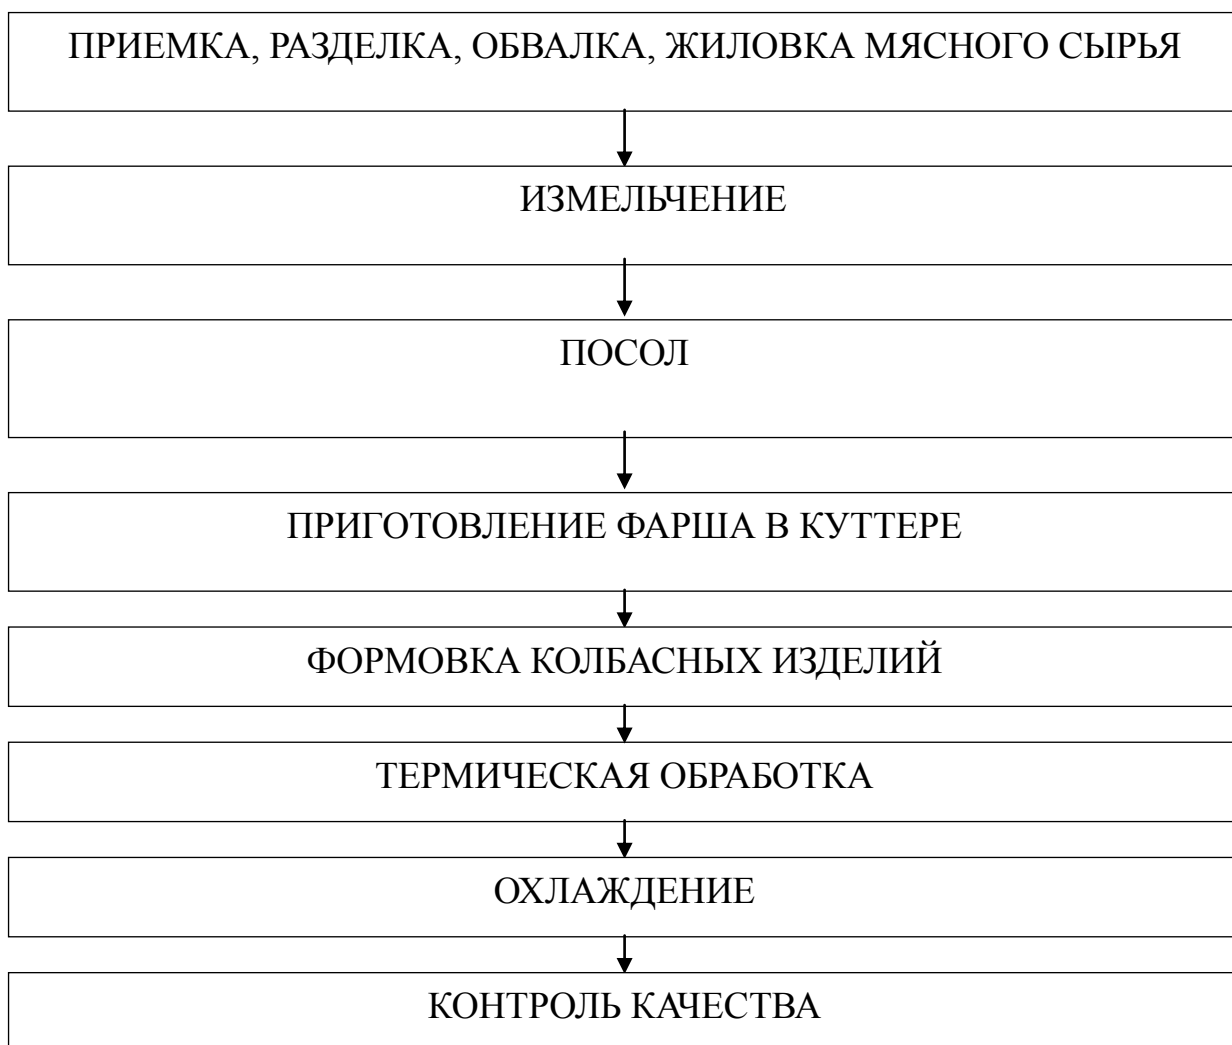 ПРИЕМКА, РАЗДЕЛКА, ОБВАЛКА, ЖИЛОВКА МЯСНОГО СЫРЬЯ
ИЗМЕЛЬЧЕНИЕ
ПОСОЛ
ПРИГОТОВЛЕНИЕ ФАРША В КУТТЕРЕ
ФОРМОВКА КОЛБАСНЫХ ИЗДЕЛИЙ
ТЕРМИЧЕСКАЯ ОБРАБОТКА
ОХЛАЖДЕНИЕ
КОНТРОЛЬ КАЧЕСТВА